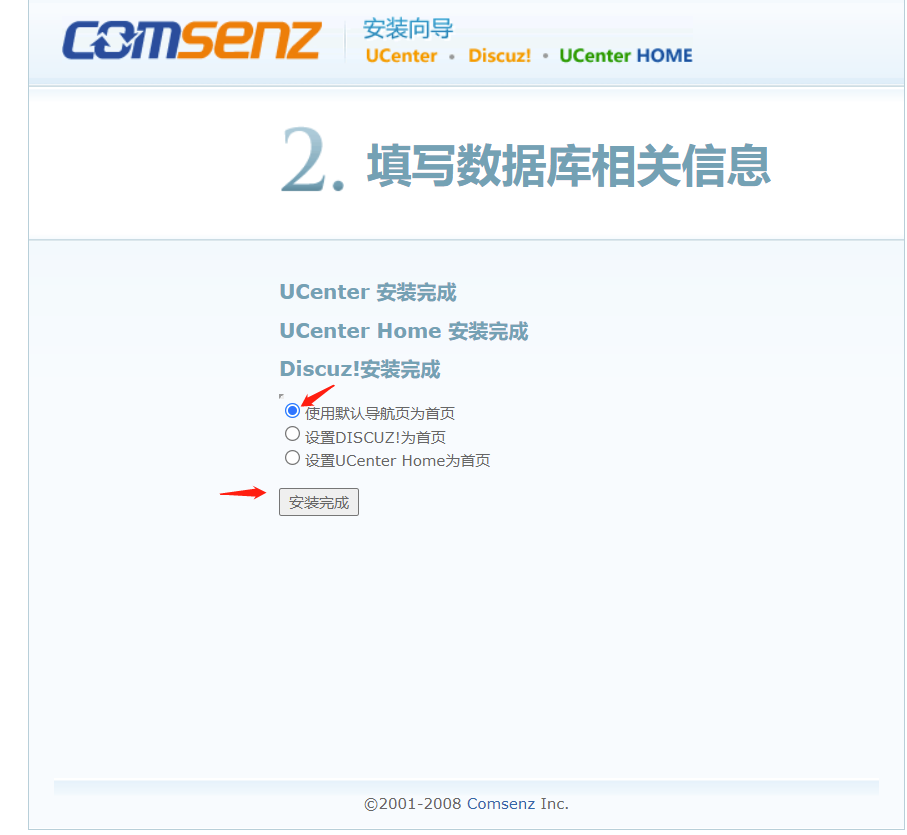 COMSENZ
安装向导
UCenter • Discuz! • UCenter HOME
2. 填写数据库相关信息
UCenter 安装完成
UCenter Home 安装完成
Discuz!安装完成
使用默认导航页为首页
设置DISCUZ!为首页
设置UCenter Home为首页
安装完成
©2001-2008 Comsenz Inc.